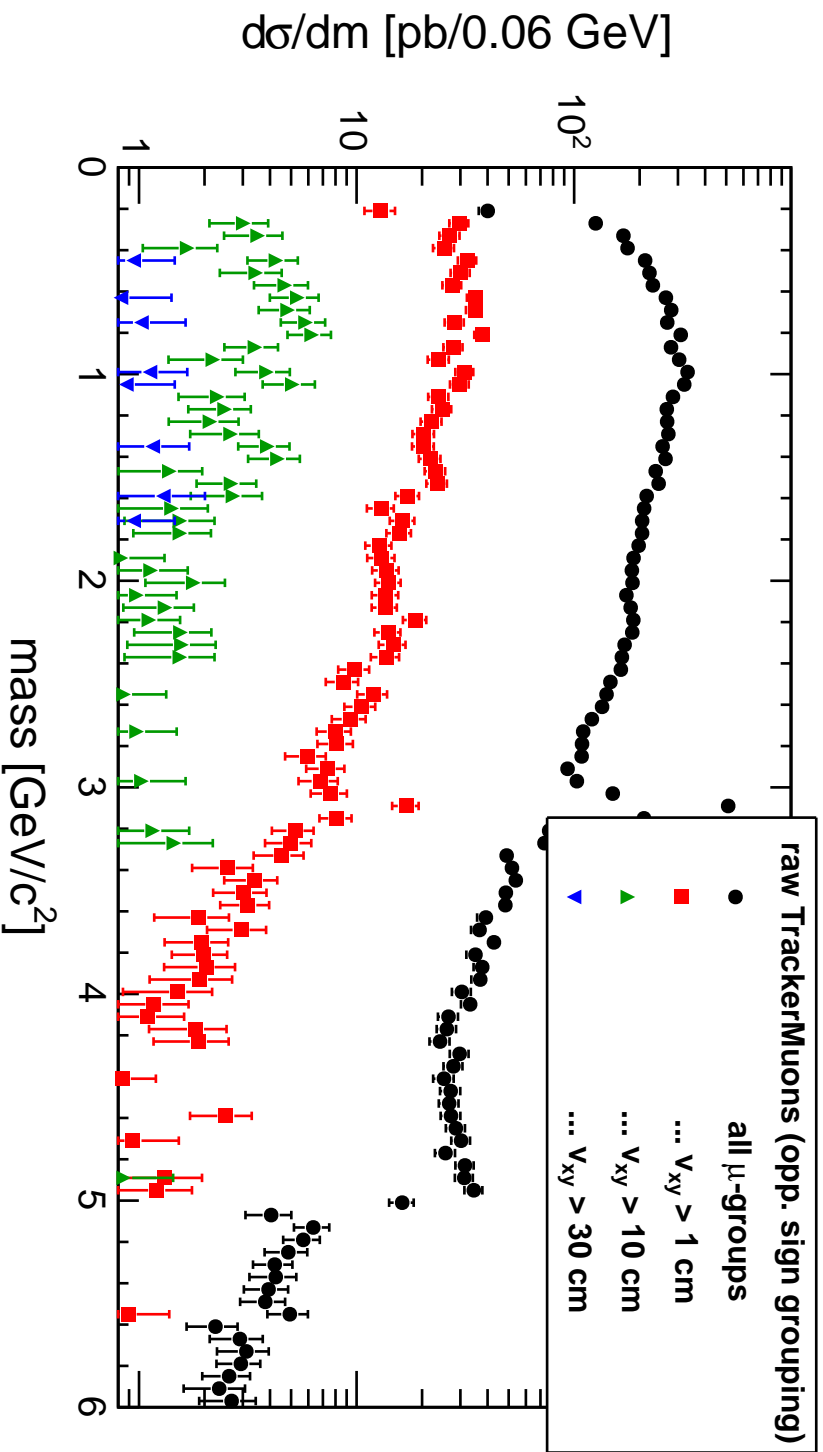 raw TrackerMuons (opp. sign grouping)
all μ-groups
... v_xy > 1 cm
... v_xy > 10 cm
... v_xy > 30 cm
dσ/dm [pb/0.06 GeV]
10²
10
1
0
1
2
3
4
5
6
mass [GeV/c²]